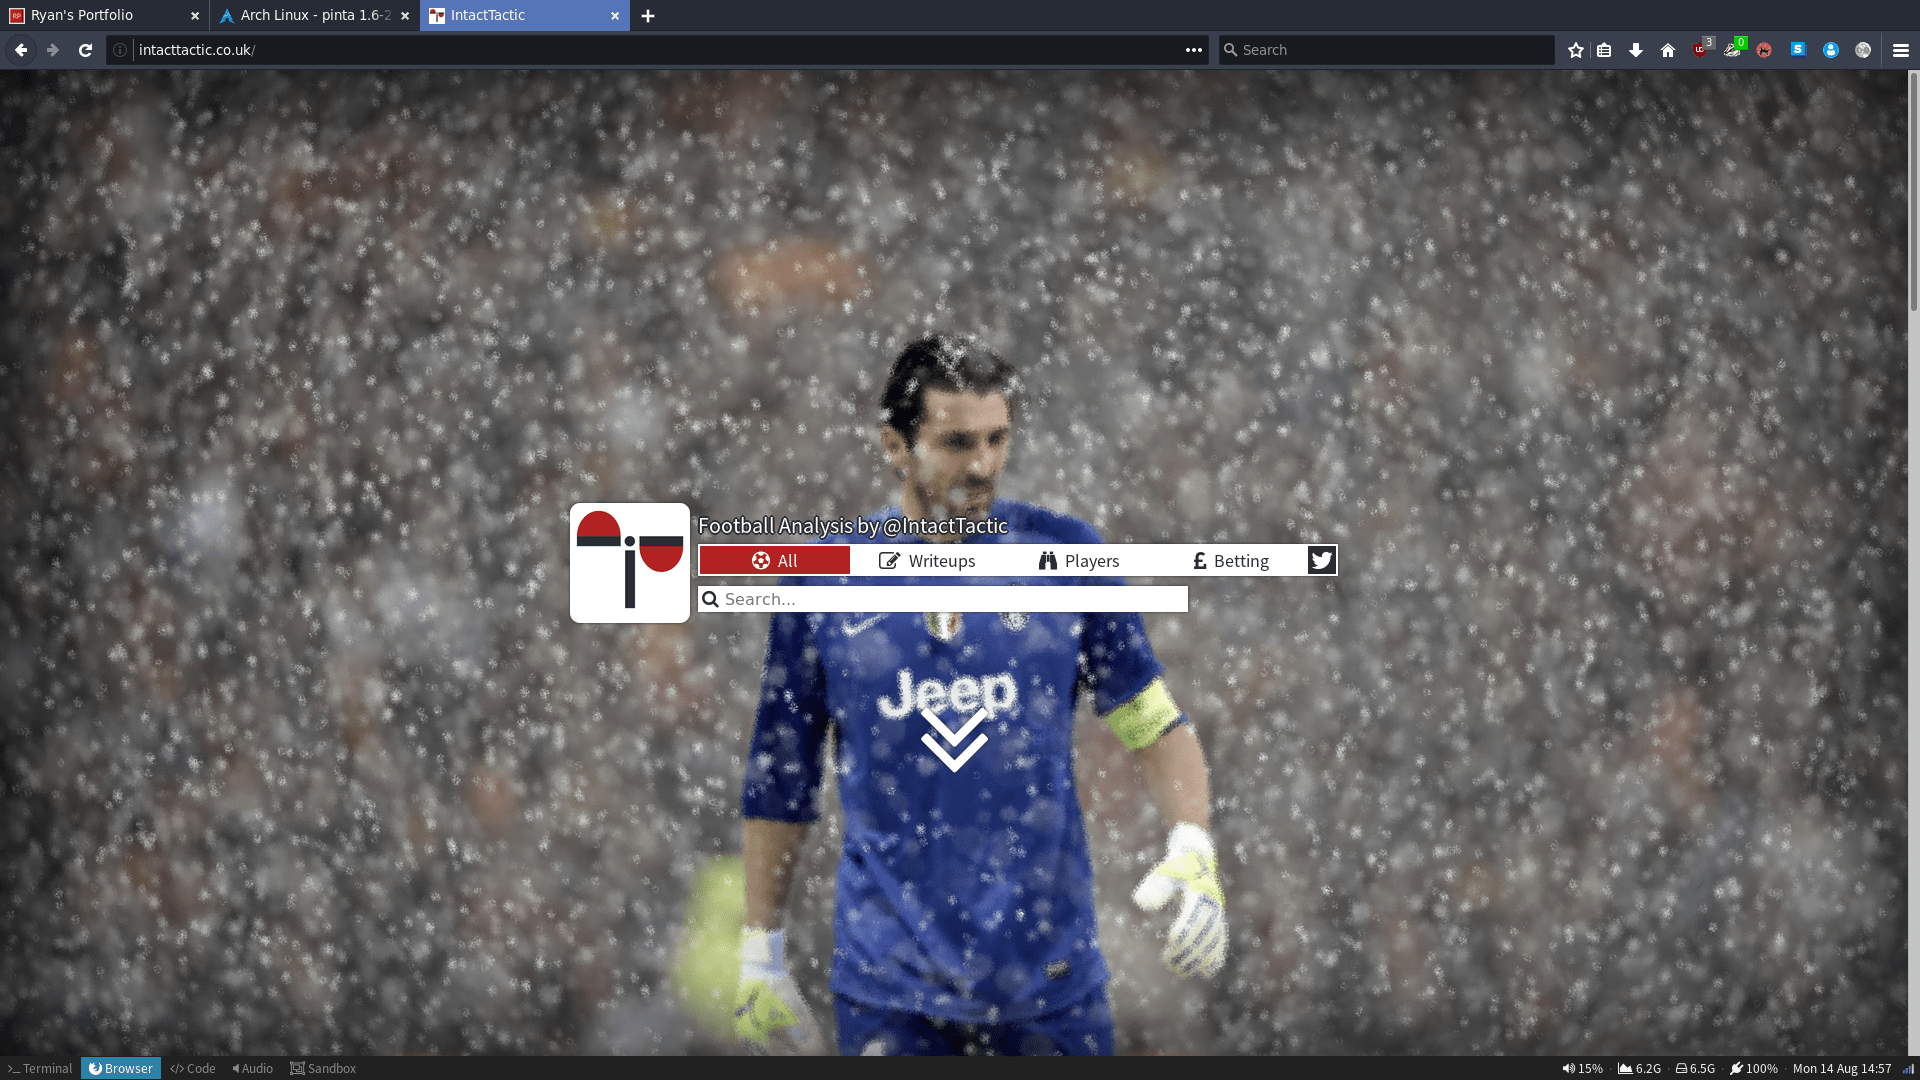 Ryan's Portfolio
Arch Linux - pinta 1.6-2
IntactTactic
intacttactic.co.uk/
Search
3
0
Football Analysis by @IntactTactic
All Writeups Players £ Betting
Search...
Jeep
>_ Terminal Browser </> Code Audio Sandbox
15% 6.2G 6.5G 100% Mon 14 Aug 14:57